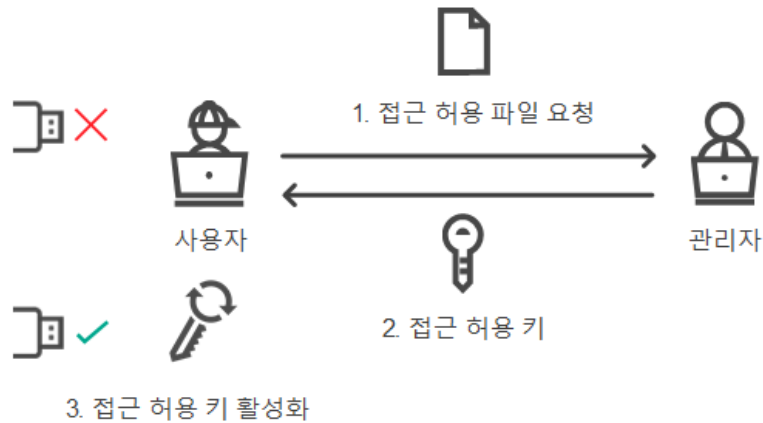 1. 접근 허용 파일 요청
사용자
관리자
2. 접근 허용 키
3. 접근 허용 키 활성화